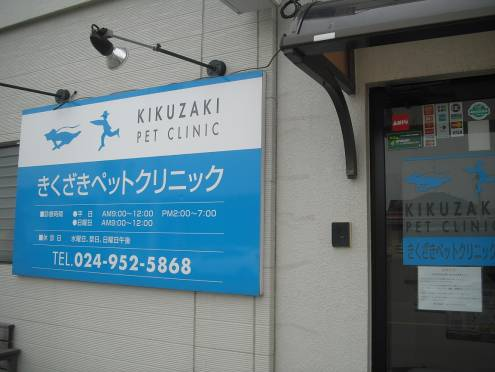 KIKUZAKI
PET CLINIC
きくざきペットクリニック
■診療時間 ●平 日 AM9:00〜12:00 PM2:00〜7:00
●日曜日 AM9:00〜12:00
■休 診 日 水曜日、祭日、日曜日午後
TEL.024-952-5868
KIKUZAKI
PET CLINIC
きくざきペットクリニック